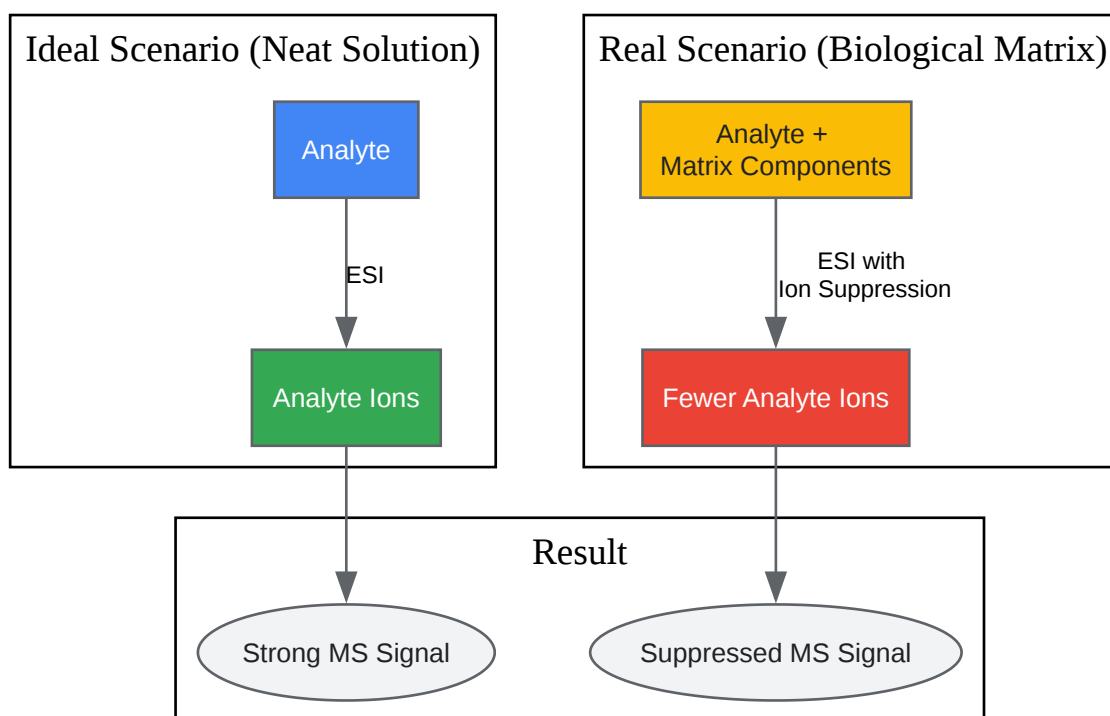 Ideal Scenario (Neat Solution)
Analyte
ESI
Analyte Ions
Real Scenario (Biological Matrix)
Analyte +
Matrix Components
ESI with
Ion Suppression
Fewer Analyte Ions
Result
Strong MS Signal
Suppressed MS Signal